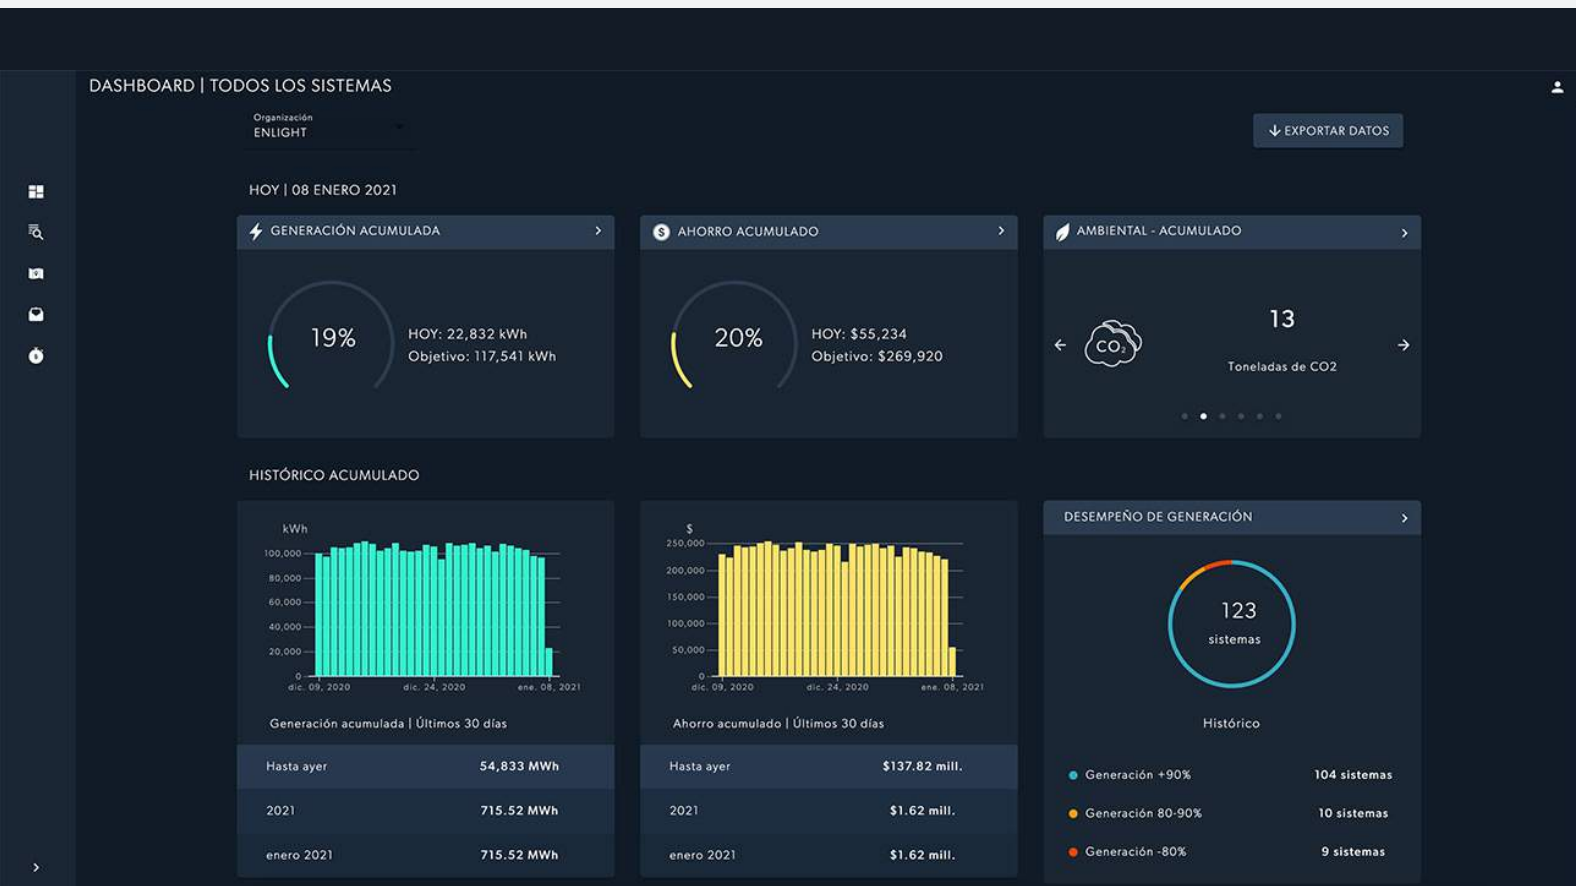 DASHBOARD | TODOS LOS SISTEMAS
Organización
ENLIGHT
EXPORTAR DATOS
HOY | 08 ENERO 2021
GENERACIÓN ACUMULADA
19%
HOY: 22,832 kWh
Objetivo: 117,541 kWh
$ AHORRO ACUMULADO
20%
HOY: $55,234
Objetivo: $269,920
AMBIENTAL - ACUMULADO
CO2
13
Toneladas de CO2
HISTÓRICO ACUMULADO
kWh
100,000
80,000
60,000
40,000
20,000
0
dic. 09, 2020 dic. 24, 2020 ene. 08, 2021
Generación acumulada | Últimos 30 días
Hasta ayer 54,833 MWh
2021 715.52 MWh
enero 2021 715.52 MWh
$
250,000
200,000
150,000
100,000
50,000
0
dic. 09, 2020 dic. 24, 2020 ene. 08, 2021
Ahorro acumulado | Últimos 30 días
Hasta ayer $137.82 mill.
2021 $1.62 mill.
enero 2021 $1.62 mill.
DESEMPEÑO DE GENERACIÓN
123
sistemas
Histórico
Generación +90% 104 sistemas
Generación 80-90% 10 sistemas
Generación -80% 9 sistemas